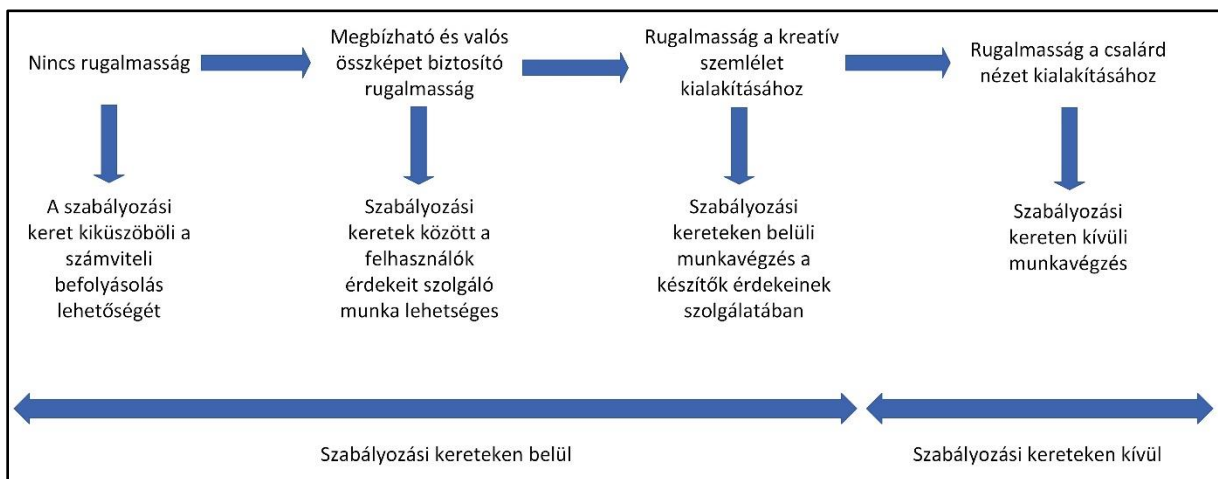 Nincs rugalmasság
Megbízható és valós
összképet biztosító
rugalmasság
Rugalmasság a kreatív
szemlélet
kialakításához
Rugalmasság a csalárd
nézet kialakításához
A szabályozási
keret kiküszöböli a
számviteli
befolyásolás
lehetőségét
Szabályozási
keretek között a
felhasználók
érdekeit szolgáló
munka lehetséges
Szabályozási
kereteken belüli
munkavégzés a
készítők érdekeinek
szolgálatában
Szabályozási
kereten kívüli
munkavégzés
Szabályozási kereteken belül
Szabályozási kereteken kívül